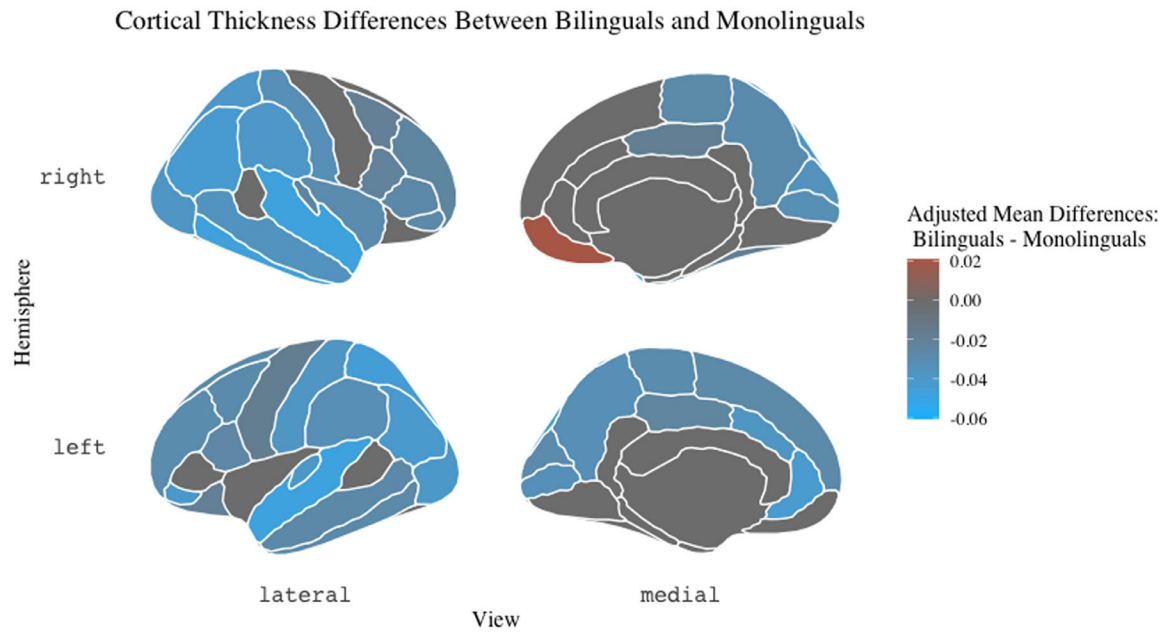 Cortical Thickness Differences Between Bilinguals and Monolinguals
Hemisphere
right
left
lateral
medial
View
Adjusted Mean Differences:
Bilinguals - Monolinguals
0.02
0.00
-0.02
-0.04
-0.06